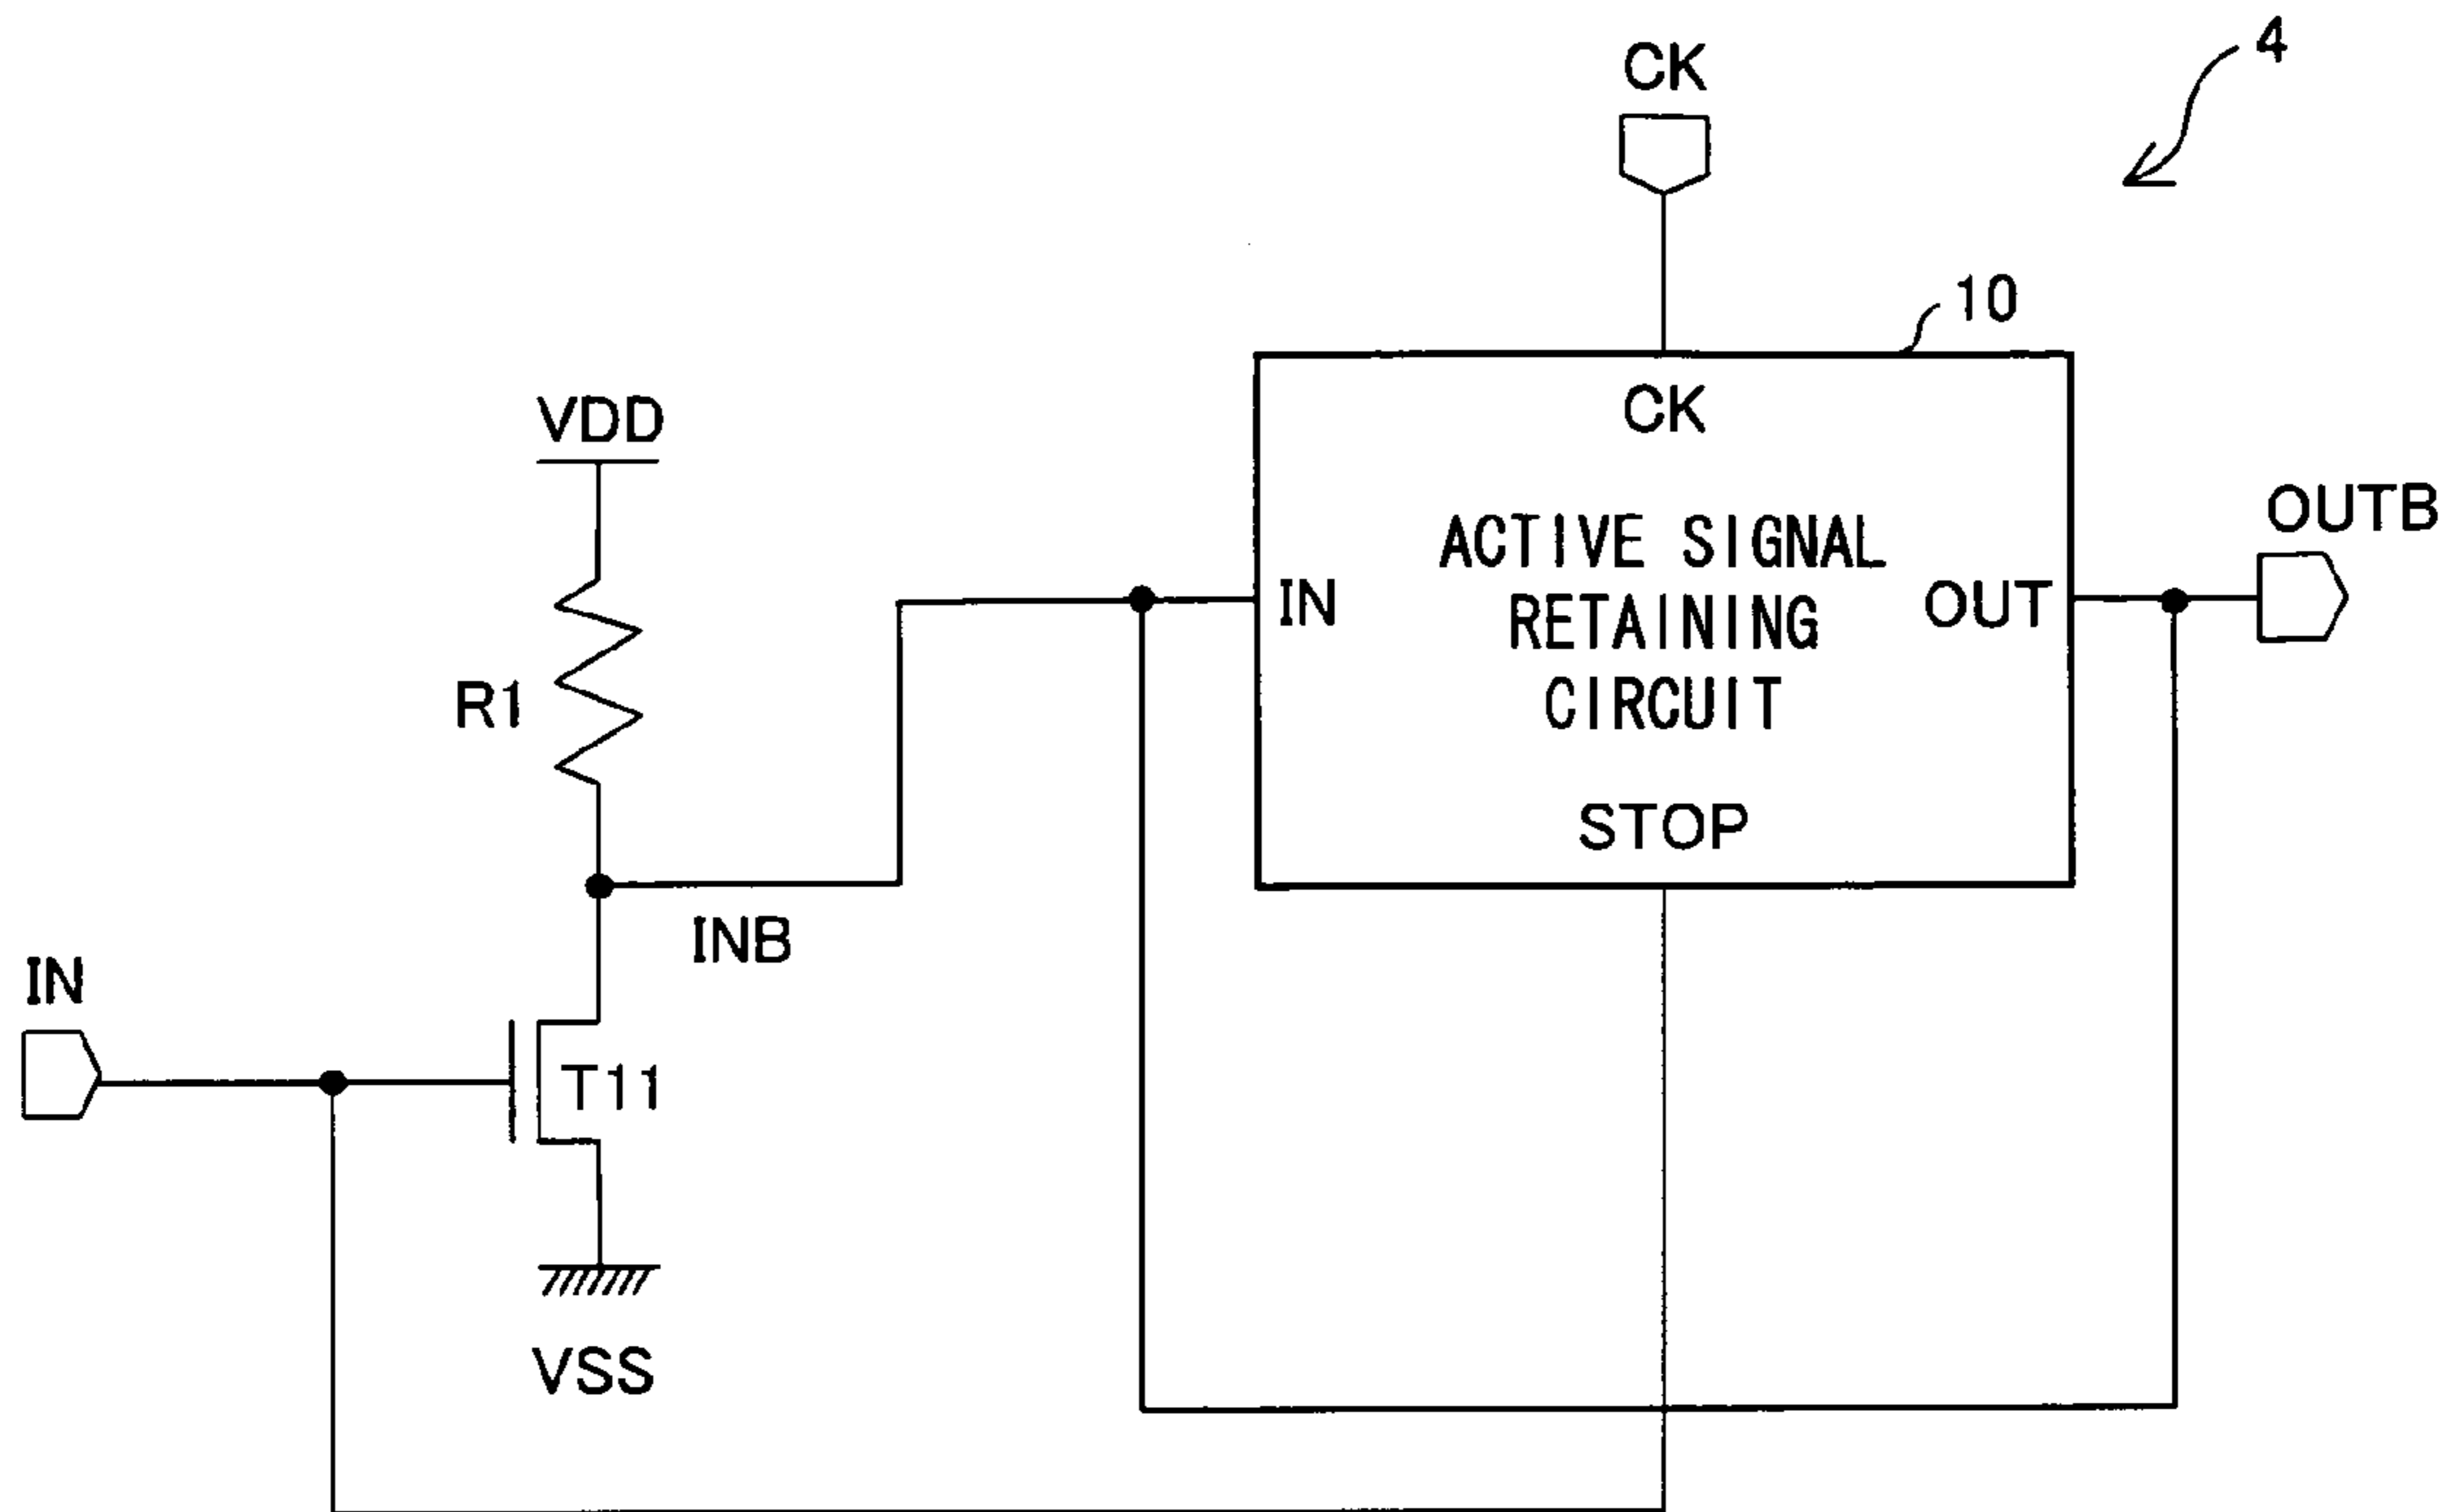 4
CK
10
VDD
CK
OUTB
ACTIVE SIGNAL
IN
RETAINING
OUT
R1
CIRCUIT
STOP
INB
IN
T11
VSS